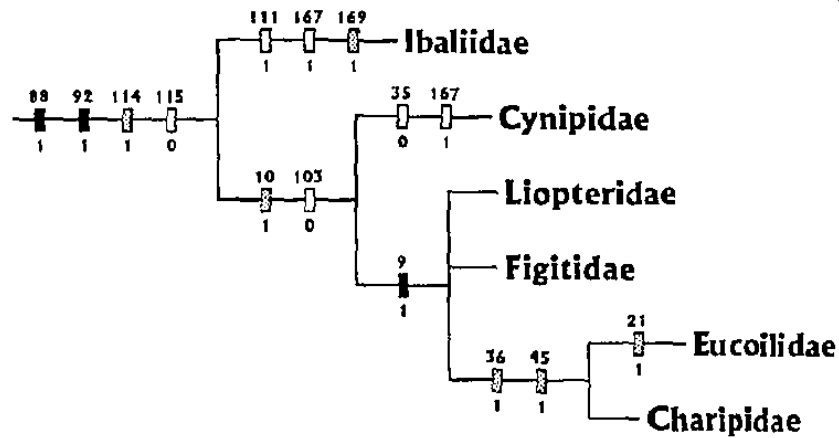 111 167 169
Ibaliidae
1 1 1
88 92 114 115
1 1 1 0
35 167
Cynipidae
0 1
10 103
1 0
Liopteridae
9
Figitidae
1
21
Eucoilidae
1
36 45
1 1
Charipidae